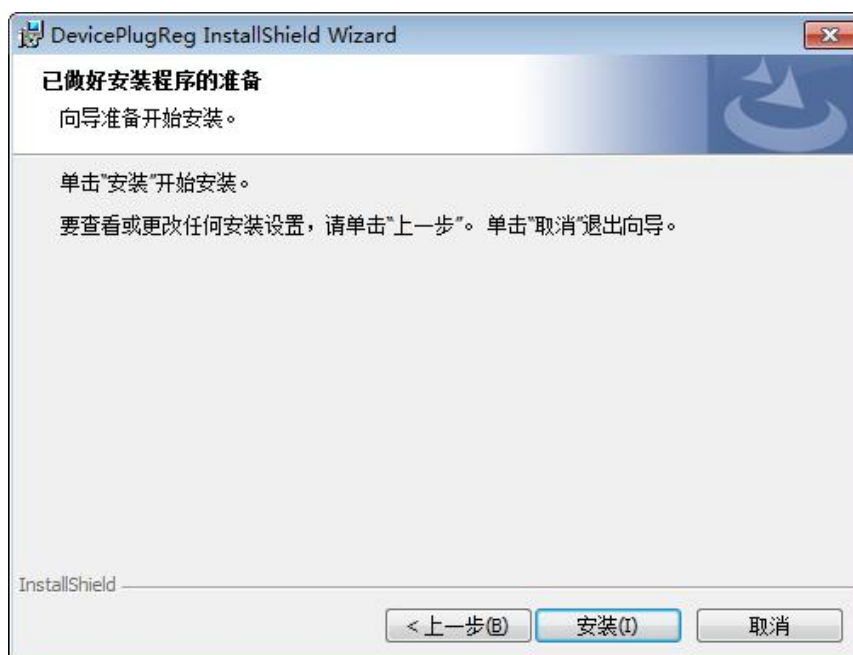 DevicePlugReg InstallShield Wizard
已做好安装程序的准备
向导准备开始安装。
单击"安装"开始安装。
要查看或更改任何安装设置，请单击"上一步"。 单击"取消"退出向导。
InstallShield
< 上一步(B) 安装(I) 取消